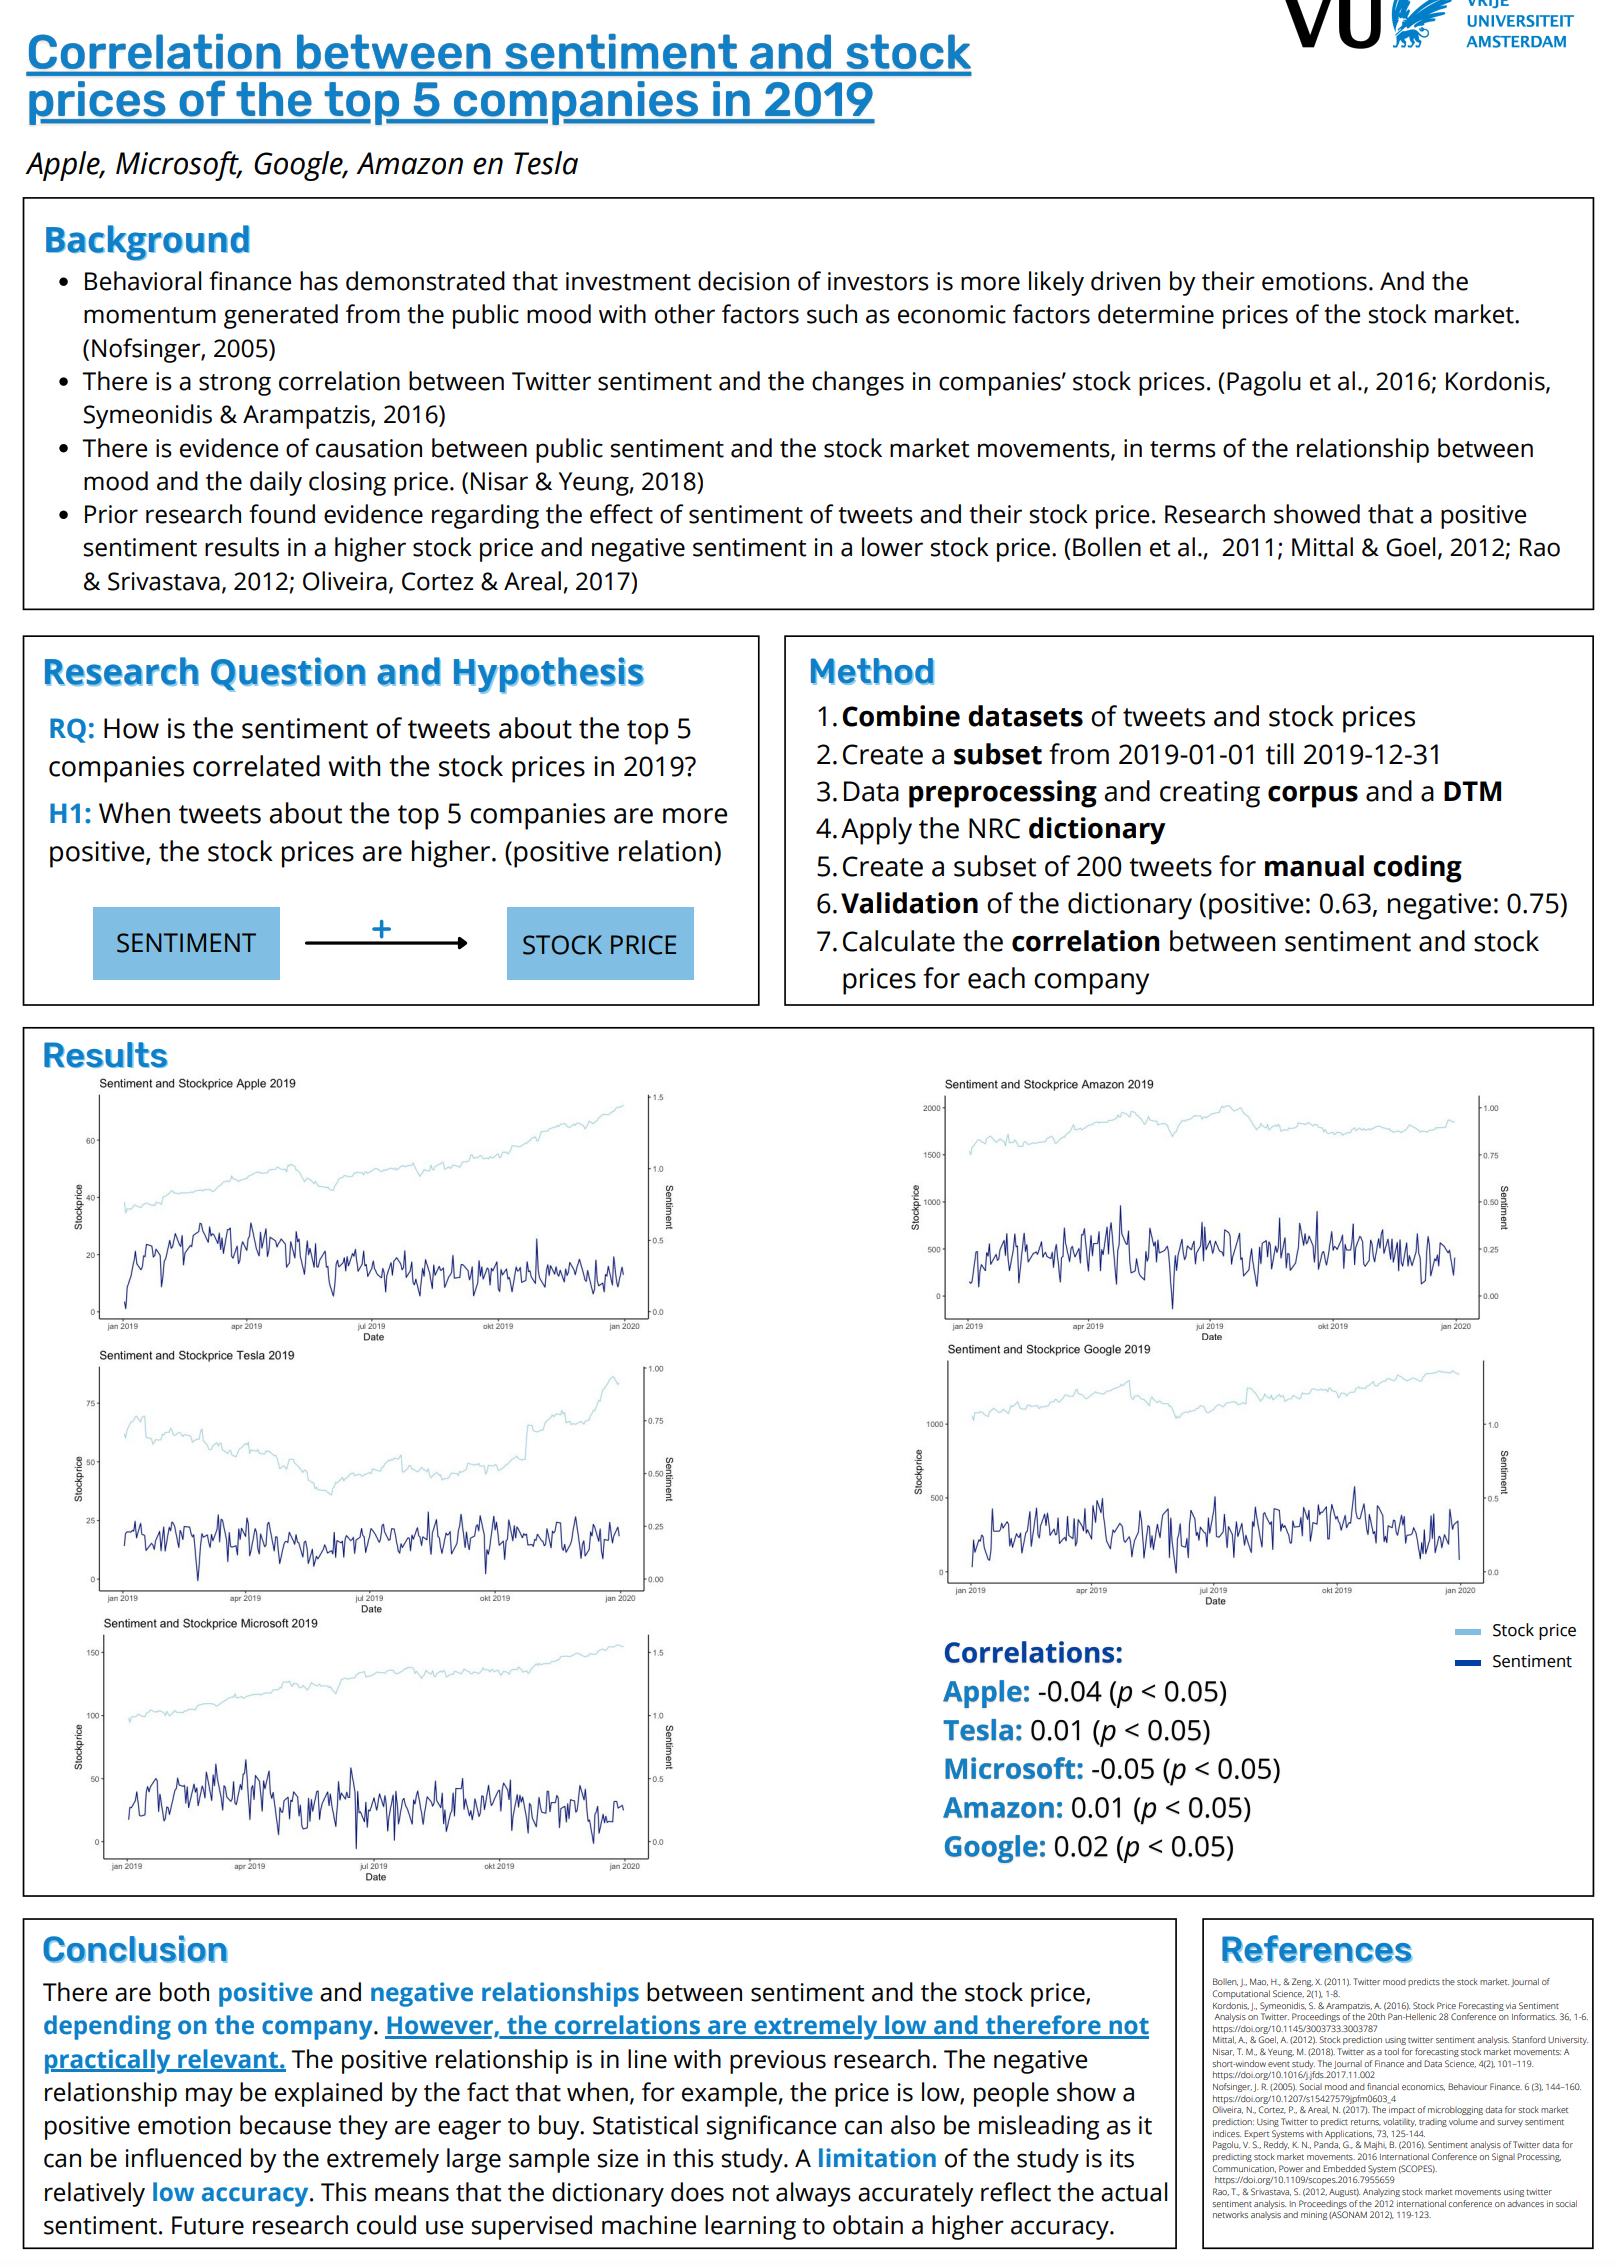 VU
VRIJE
UNIVERSITEIT
AMSTERDAM
Correlation between sentiment and stock
prices of the top 5 companies in 2019
Apple, Microsoft, Google, Amazon en Tesla
Background
• Behavioral finance has demonstrated that investment decision of investors is more likely driven by their emotions. And the
momentum generated from the public mood with other factors such as economic factors determine prices of the stock market.
(Nofsinger, 2005)
• There is a strong correlation between Twitter sentiment and the changes in companies’ stock prices. (Pagolu et al., 2016; Kordonis,
Symeonidis & Arampatzis, 2016)
• There is evidence of causation between public sentiment and the stock market movements, in terms of the relationship between
mood and the daily closing price. (Nisar & Yeung, 2018)
• Prior research found evidence regarding the effect of sentiment of tweets and their stock price. Research showed that a positive
sentiment results in a higher stock price and negative sentiment in a lower stock price. (Bollen et al., 2011; Mittal & Goel, 2012; Rao
& Srivastava, 2012; Oliveira, Cortez & Areal, 2017)
Research Question and Hypothesis
RQ: How is the sentiment of tweets about the top 5
companies correlated with the stock prices in 2019?
H1: When tweets about the top 5 companies are more
positive, the stock prices are higher. (positive relation)
SENTIMENT
+
STOCK PRICE
Method
1. Combine datasets of tweets and stock prices
2. Create a subset from 2019-01-01 till 2019-12-31
3. Data preprocessing and creating corpus and a DTM
4. Apply the NRC dictionary
5. Create a subset of 200 tweets for manual coding
6. Validation of the dictionary (positive: 0.63, negative: 0.75)
7. Calculate the correlation between sentiment and stock
prices for each company
Results
Sentiment and Stockprice Apple 2019
60
40
20
0
Stockprice
1.5
1.0
0.5
0.0
Sentiment
jan 2019 apr 2019 jul 2019 okt 2019 jan 2020
Date
Sentiment and Stockprice Amazon 2019
2000
1500
1000
500
0
Stockprice
1.00
0.75
0.50
0.25
0.00
Sentiment
jan 2019 apr 2019 jul 2019 okt 2019 jan 2020
Date
Sentiment and Stockprice Tesla 2019
75
50
25
0
Stockprice
1.00
0.75
0.50
0.25
0.00
Sentiment
jan 2019 apr 2019 jul 2019 okt 2019 jan 2020
Date
Sentiment and Stockprice Google 2019
1000
500
0
Stockprice
1.0
0.5
0.0
Sentiment
jan 2019 apr 2019 jul 2019 okt 2019 jan 2020
Date
Sentiment and Stockprice Microsoft 2019
150
100
50
0
Stockprice
1.5
1.0
0.5
0.0
Sentiment
jan 2019 apr 2019 jul 2019 okt 2019 jan 2020
Date
Stock price
Sentiment
Correlations:
Apple: -0.04 (p < 0.05)
Tesla: 0.01 (p < 0.05)
Microsoft: -0.05 (p < 0.05)
Amazon: 0.01 (p < 0.05)
Google: 0.02 (p < 0.05)
Conclusion
There are both positive and negative relationships between sentiment and the stock price,
depending on the company. However, the correlations are extremely low and therefore not
practically relevant. The positive relationship is in line with previous research. The negative
relationship may be explained by the fact that when, for example, the price is low, people show a
positive emotion because they are eager to buy. Statistical significance can also be misleading as it
can be influenced by the extremely large sample size in this study. A limitation of the study is its
relatively low accuracy. This means that the dictionary does not always accurately reflect the actual
sentiment. Future research could use supervised machine learning to obtain a higher accuracy.
References
Bollen, J., Mao, H., & Zeng, X. (2011). Twitter mood predicts the stock market. Journal of
Computational Science, 2(1), 1-8.
Kordonis, J., Symeonidis, S. & Arampatzis, A. (2016). Stock Price Forecasting via Sentiment
Analysis on Twitter. Proceedings of the 20th Pan-Hellenic 28 Conference on Informatics. 36, 1-6.
https://doi.org/10.1145/3003733.3003787
Mittal, A., & Goel, A. (2012). Stock prediction using twitter sentiment analysis. Stanford University.
Nisar, T. M., & Yeung, M. (2018). Twitter as a tool for forecasting stock market movements: A
short-window event study. The Journal of Finance and Data Science, 4(2), 101–119.
https://doi.org/10.1016/j.jfds.2017.11.002
Nofsinger, J. R. (2005). Social mood and financial economics, Behaviour Finance. 6 (3), 144–160.
https://doi.org/10.1207/s15427579jpfm0603_4
Oliveira, N., Cortez, P., & Areal, N. (2017). The impact of microblogging data for stock market
prediction: Using Twitter to predict returns, volatility, trading volume and survey sentiment
indices. Expert Systems with Applications, 73, 125-144.
Pagolu, V. S., Reddy, K. N., Panda, G., & Majhi, B. (2016). Sentiment analysis of Twitter data for
predicting stock market movements. 2016 International Conference on Signal Processing,
Communication, Power and Embedded System (SCOPES).
https://doi.org/10.1109/scopes.2016.7955659
Rao, T., & Srivastava, S. (2012, August). Analyzing stock market movements using twitter
sentiment analysis. In Proceedings of the 2012 international conference on advances in social
networks analysis and mining (ASONAM 2012), 119-123.